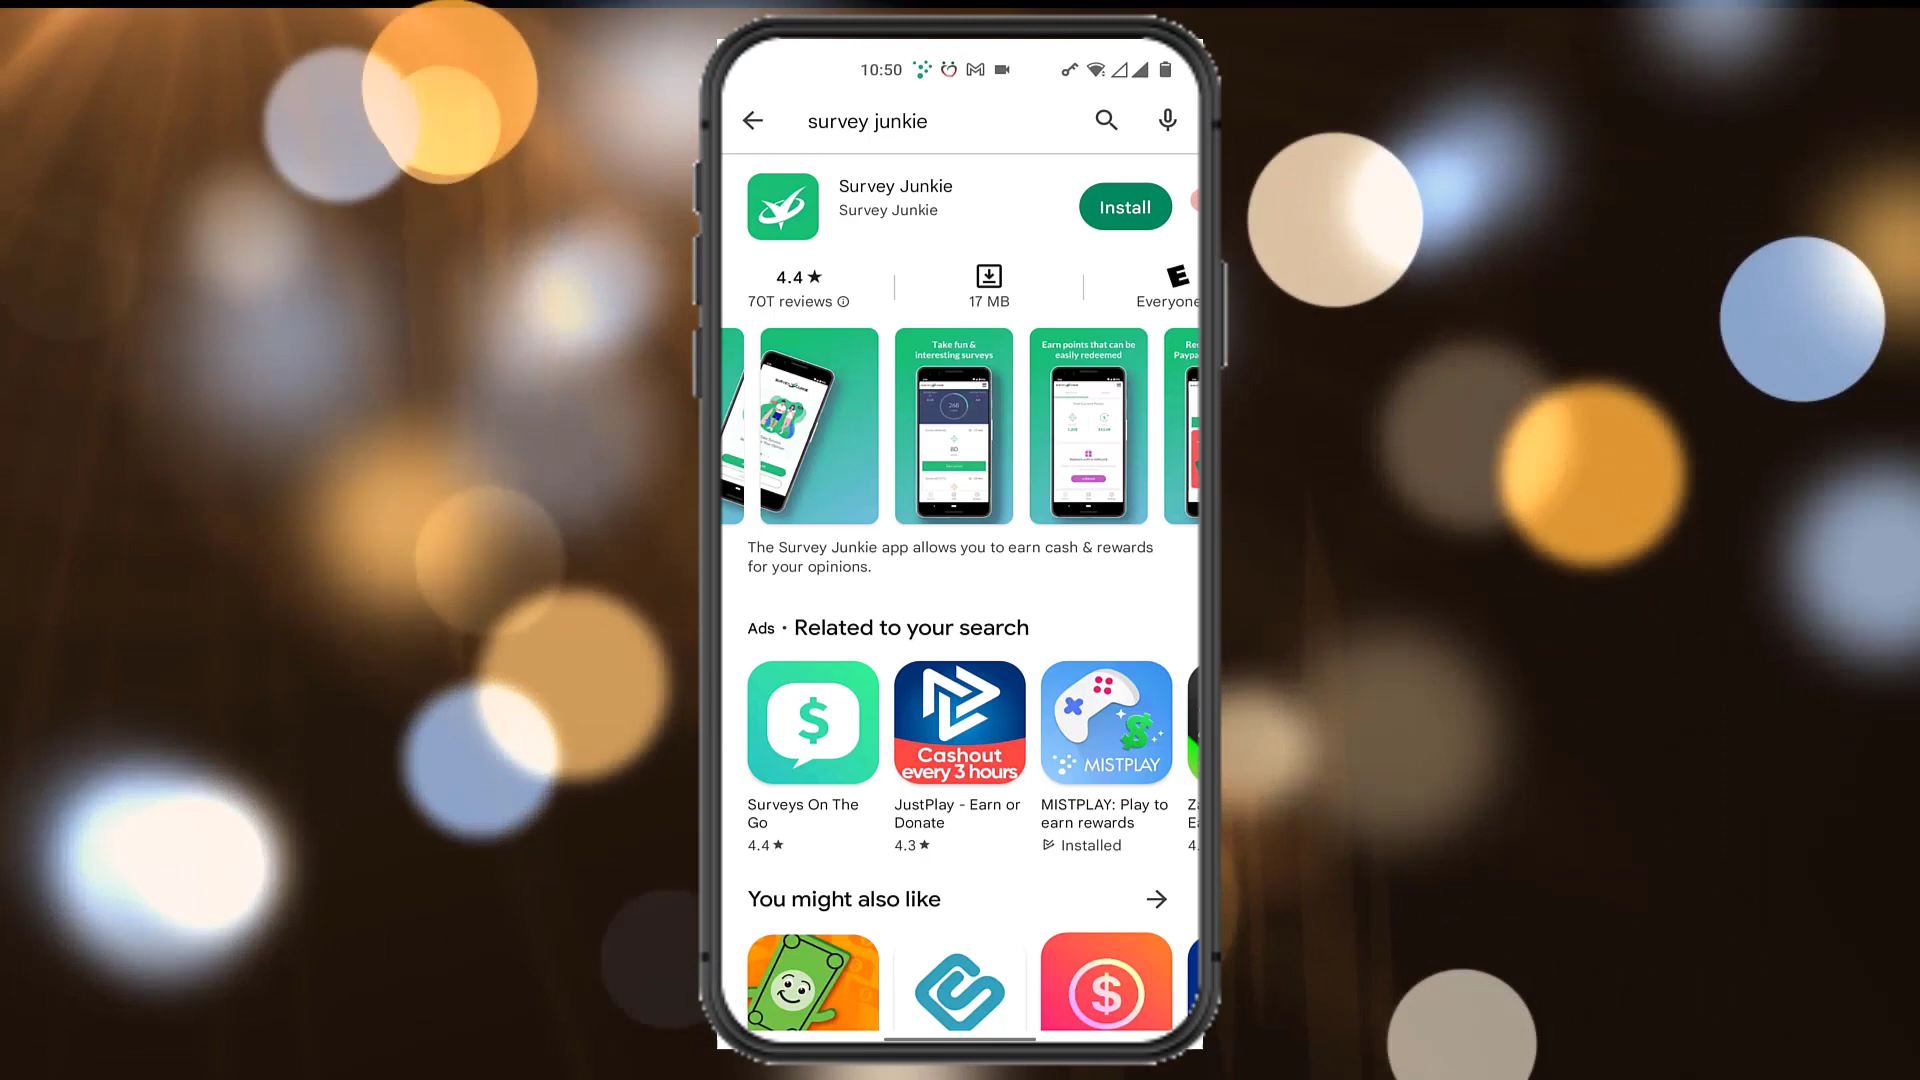 10:50
survey junkie
Survey Junkie
Survey Junkie
Install
4.4 ★
70T reviews
17 MB
E
Everyone
Take fun &
interesting surveys
Earn points that can be
easily redeemed
The Survey Junkie app allows you to earn cash & rewards
for your opinions.
Ads • Related to your search
$
Cashout
every 3 hours
MISTPLAY
Surveys On The
Go
JustPlay - Earn or
Donate
MISTPLAY: Play to
earn rewards
4.4 ★
4.3 ★
Installed
You might also like
$